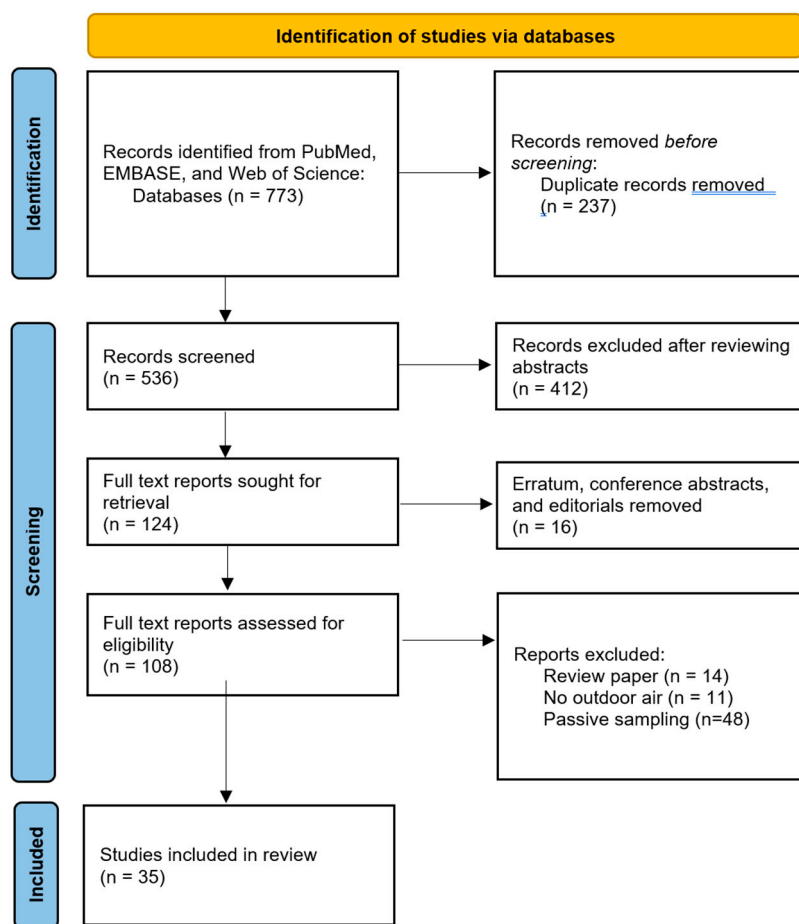 Identification of studies via databases
Identification
Records identified from PubMed,
EMBASE, and Web of Science:
Databases (n = 773)
Records removed before
screening:
Duplicate records removed
(n = 237)
Screening
Records screened
(n = 536)
Records excluded after reviewing
abstracts
(n = 412)
Full text reports sought for
retrieval
(n = 124)
Erratum, conference abstracts,
and editorials removed
(n = 16)
Full text reports assessed for
eligibility
(n = 108)
Reports excluded:
Review paper (n = 14)
No outdoor air (n = 11)
Passive sampling (n=48)
Included
Studies included in review
(n = 35)